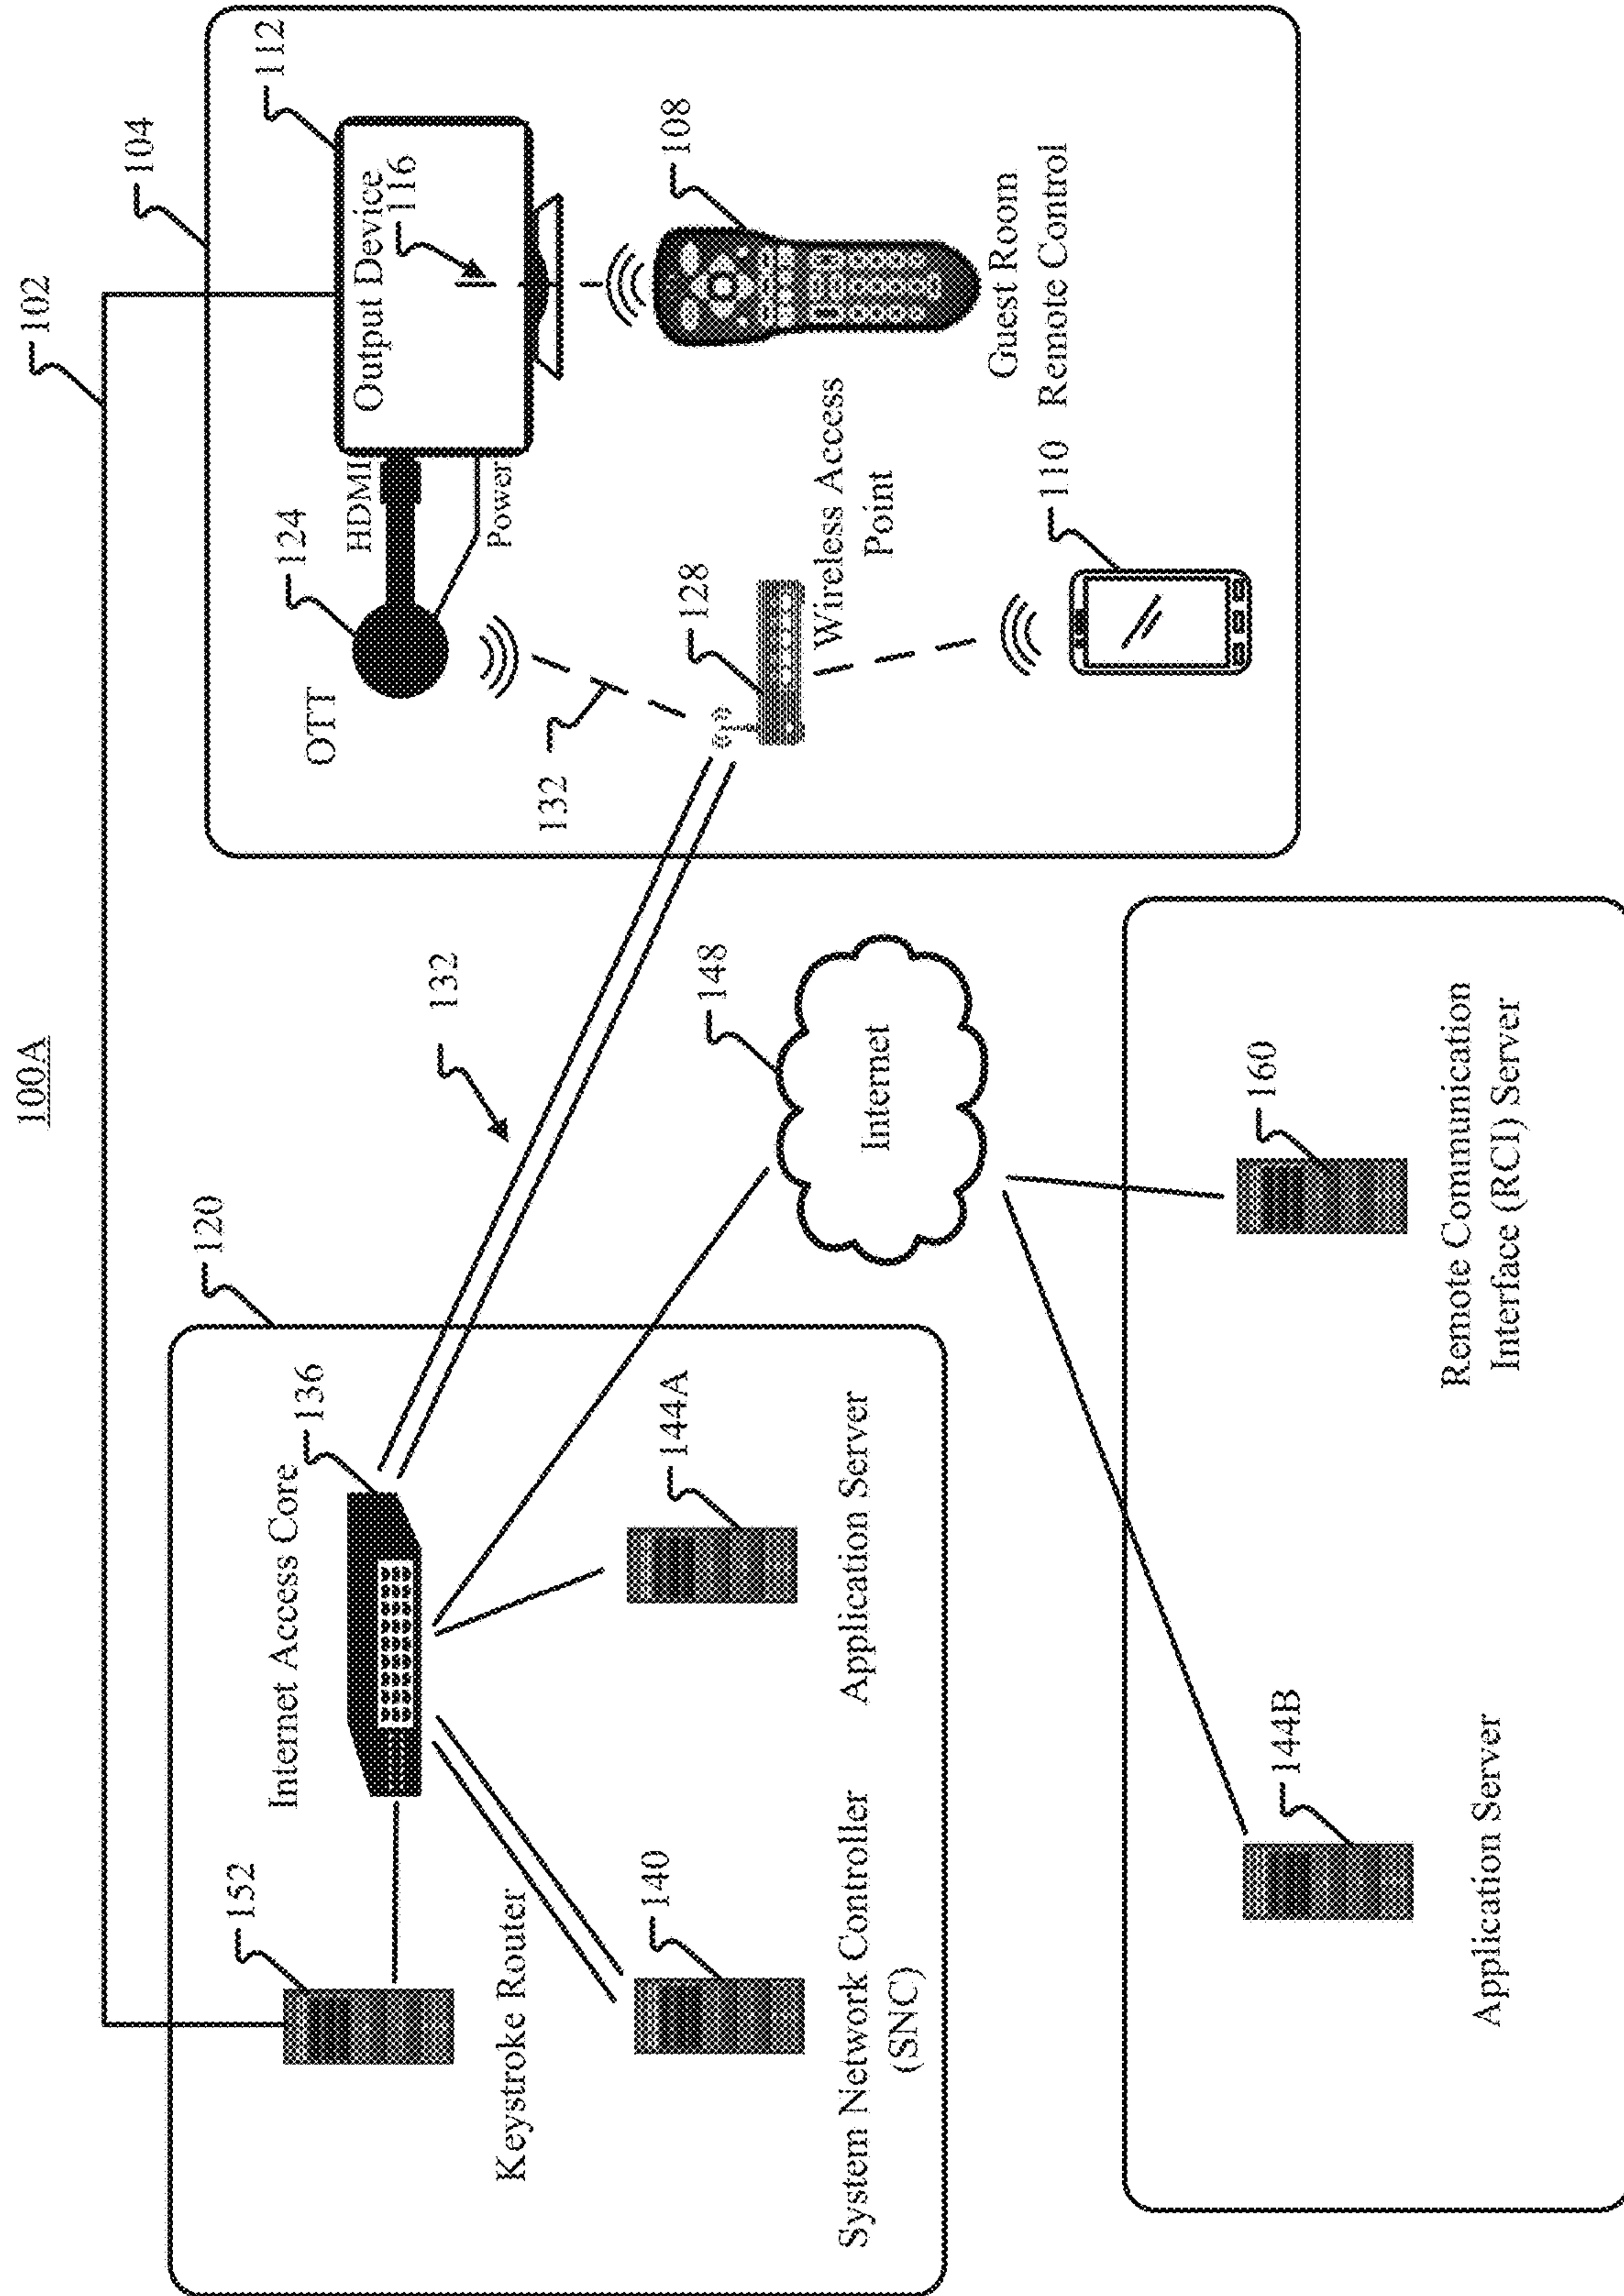 100A
102
104
112
Output Device
116
HDMI
Power
124
OTT
132
128
Wireless Access
Point
108
Guest Room
Remote Control
110
132
120
Internet Access Core
136
152
Keystroke Router
140
System Network Controller
(SNC)
144A
Application Server
148
Internet
144B
Application Server
160
Remote Communication
Interface (RCI) Server